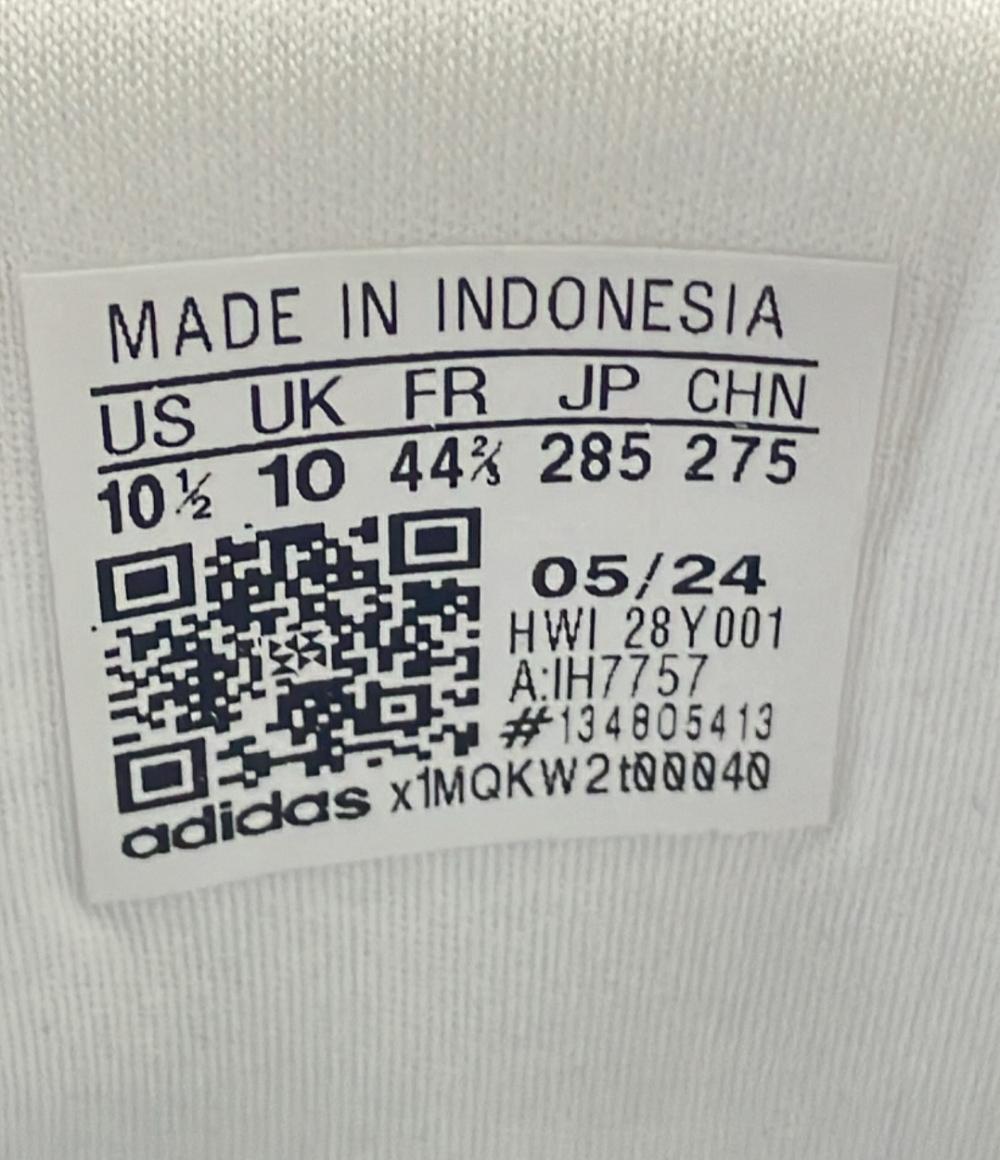 MADE IN INDONESIA
US UK FR JP CHN
10½ 10 44⅔ 285 275
05/24
HWI 28Y001
A:IH7757
#134805413
adidas x1MQKW2t00040